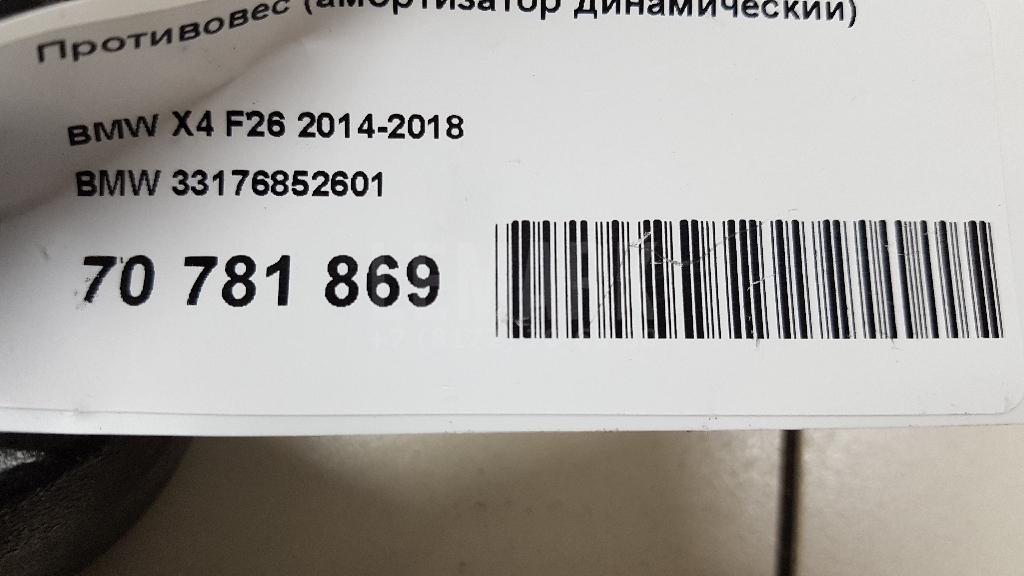 Противовес (амортизатор динамический)
BMW X4 F26 2014-2018
BMW 33176852601
70 781 869